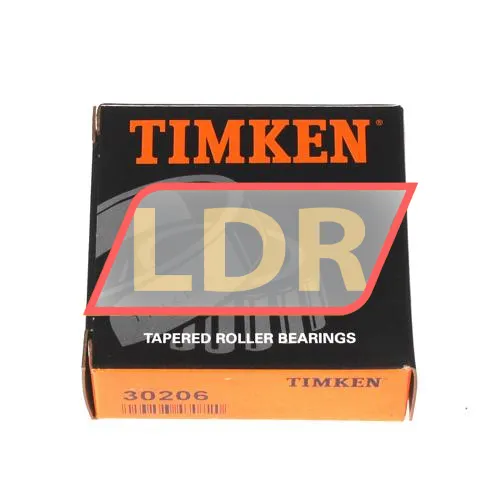 TIMKEN®
LDR
TAPERED ROLLER BEARINGS
TIMKEN
30206